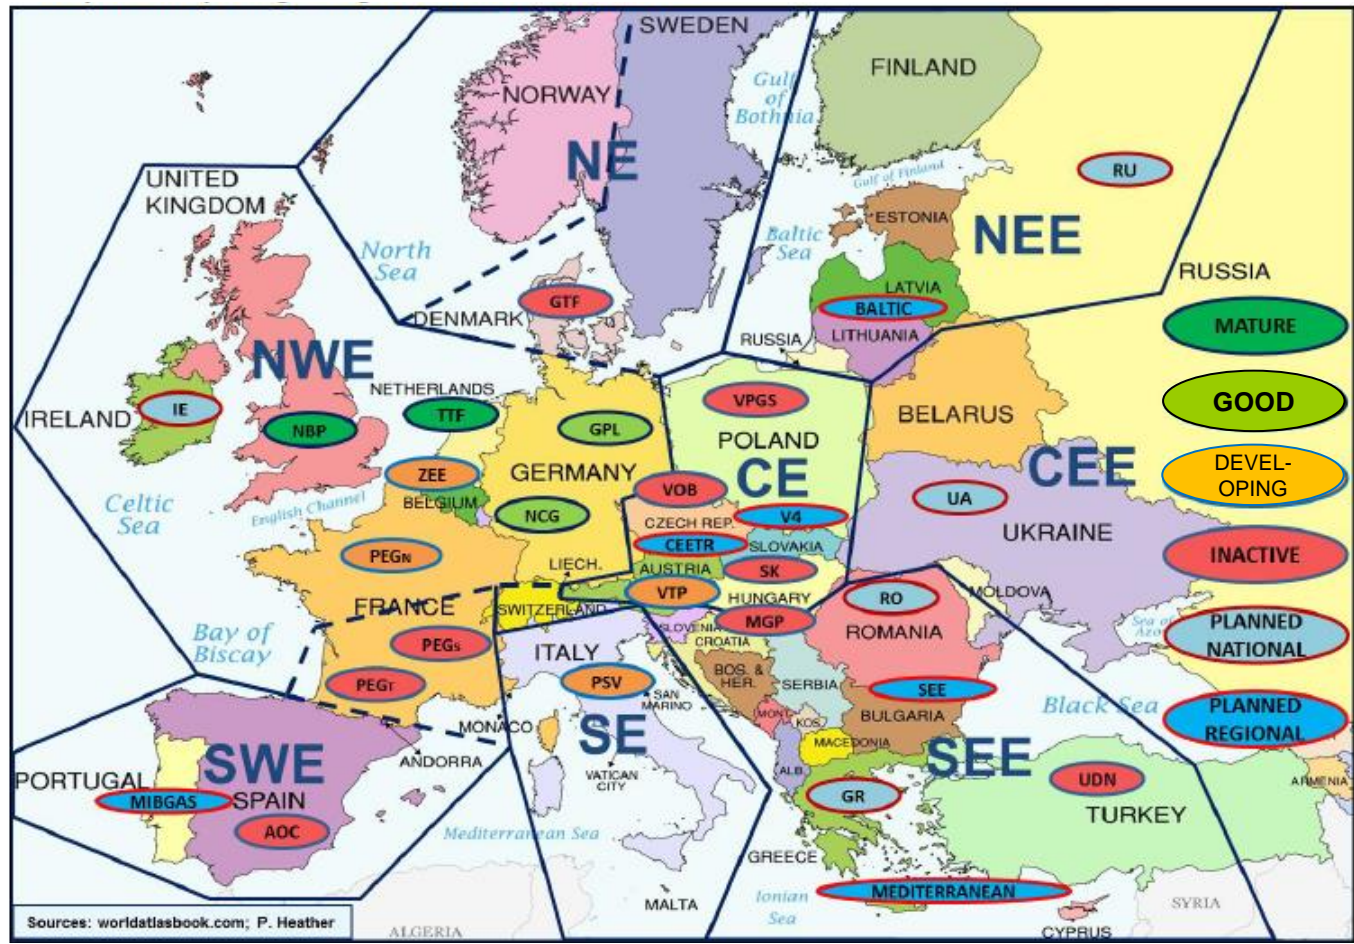 SWEDEN
FINLAND
Gulf
of
Bothnia
NORWAY
NE
Gulf of Finland
RU
UNITED
KINGDOM
ESTONIA
NEE
North
Sea
Baltic
Sea
RUSSIA
LATVIA
BALTIC
GTF
DENMARK
LITHUANIA
RUSSIA
MATURE
NWE
NETHERLANDS
IRELAND
IE
NBP
TTF
GPL
VPGS
POLAND
BELARUS
GOOD
ZEE
BELGIUM
GERMANY
VOB
CE
CEE
DEVEL-
OPING
Celtic
Sea
English Channel
NCG
CZECH REP.
V4
UA
UKRAINE
PEGN
CEETR
SLOVAKIA
INACTIVE
LIECH.
AUSTRIA
SK
FRANCE
SWITZERLAND
VTP
HUNGARY
RO
MOLDOVA
Bay of
Biscay
PEGS
ITALY
SLOVENIA
CROATIA
MGP
ROMANIA
Sea of
Azov
PLANNED
NATIONAL
PEGT
PSV
SAN
MARINO
BOS. &
HER.
SERBIA
SEE
BULGARIA
Black Sea
PLANNED
REGIONAL
MONACO
SE
MONT.
KOS.
MACEDONIA
SEE
PORTUGAL
SWE
ANDORRA
VATICAN
CITY
ALB.
UDN
ARMENIA
MIBGAS
SPAIN
GR
TURKEY
AOC
Mediterranean Sea
GREECE
MEDITERRANEAN
MALTA
Ionian
Sea
SYRIA
CYPRUS
Sources: worldatlasbook.com; P. Heather
ALGERIA